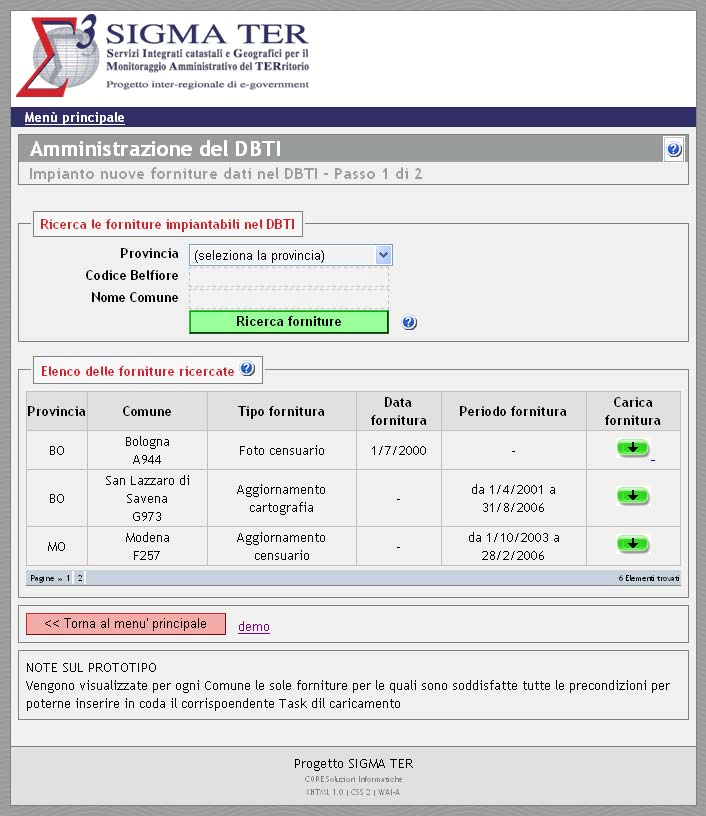 3
SIGMA TER
Servizi Integrati catastali e Geografici per il
Monitoraggio Amministrativo del TERritorio
Progetto inter-regionale di e-government
Menù principale
Amministrazione del DBTI
?
Impianto nuove forniture dati nel DBTI - Passo 1 di 2
Ricerca le forniture impiantabili nel DBTI
Provincia (seleziona la provincia)
Codice Belfiore
Nome Comune
Ricerca forniture ?
Elenco delle forniture ricercate ?
Provincia Comune Tipo fornitura Data fornitura Periodo fornitura Carica fornitura
BO Bologna A944 Foto censuario 1/7/2000 -
BO San Lazzaro di Savena G973 Aggiornamento cartografia - da 1/4/2001 a 31/8/2006
MO Modena F257 Aggiornamento censuario - da 1/10/2003 a 28/2/2006
Pagine » 1 2 6 Elementi trovati
<< Torna al menu' principale demo
NOTE SUL PROTOTIPO
Vengono visualizzate per ogni Comune le sole forniture per le quali sono soddisfatte tutte le precondizioni per
poterne inserire in coda il corrispoendente Task dil caricamento
Progetto SIGMA TER
CORE Soluzioni Informatiche
XHTML 1.0 | CSS 2 | WAI-A